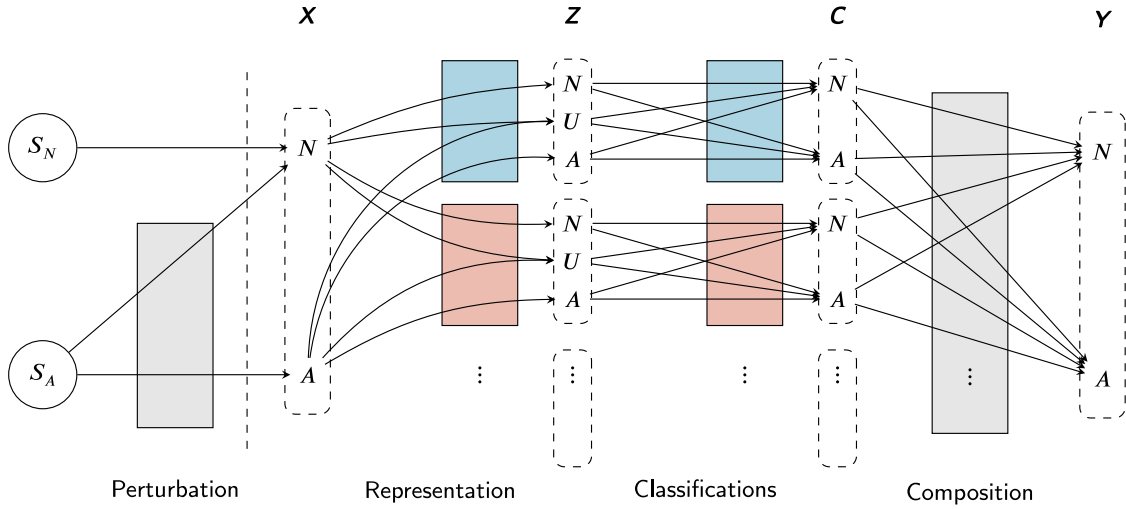 X Z C Y
S_N N N N N
U
A A
S_A N N
U
A A
A A
⋮ ⋮ ⋮ ⋮ ⋮
Perturbation Representation Classifications Composition